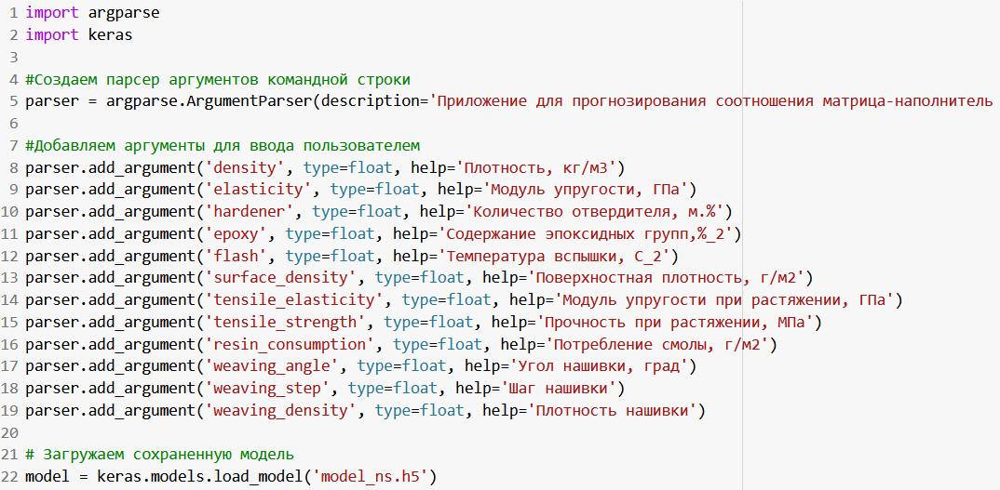 1 import argparse
2 import keras
3
4 #Создаем парсер аргументов командной строки
5 parser = argparse.ArgumentParser(description='Приложение для прогнозирования соотношения матрица-наполнитель
6
7 #Добавляем аргументы для ввода пользователем
8 parser.add_argument('density', type=float, help='Плотность, кг/м3')
9 parser.add_argument('elasticity', type=float, help='Модуль упругости, ГПа')
10 parser.add_argument('hardener', type=float, help='Количество отвердителя, м.%')
11 parser.add_argument('epoxy', type=float, help='Содержание эпоксидных групп,%_2')
12 parser.add_argument('flash', type=float, help='Температура вспышки, С_2')
13 parser.add_argument('surface_density', type=float, help='Поверхностная плотность, г/м2')
14 parser.add_argument('tensile_elasticity', type=float, help='Модуль упругости при растяжении, ГПа')
15 parser.add_argument('tensile_strength', type=float, help='Прочность при растяжении, МПа')
16 parser.add_argument('resin_consumption', type=float, help='Потребление смолы, г/м2')
17 parser.add_argument('weaving_angle', type=float, help='Угол нашивки, град')
18 parser.add_argument('weaving_step', type=float, help='Шаг нашивки')
19 parser.add_argument('weaving_density', type=float, help='Плотность нашивки')
20
21 # Загружаем сохраненную модель
22 model = keras.models.load_model('model_ns.h5')